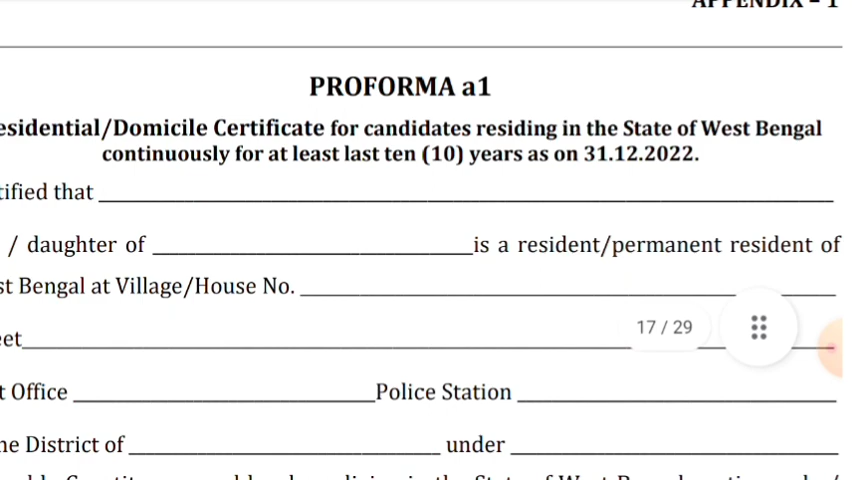 APPENDIX – 1
PROFORMA a1
esidential/Domicile Certificate for candidates residing in the State of West Bengal
continuously for at least last ten (10) years as on 31.12.2022.
tified that
/ daughter of is a resident/permanent resident of
st Bengal at Village/House No.
17 / 29
eet
t Office Police Station
ne District of under